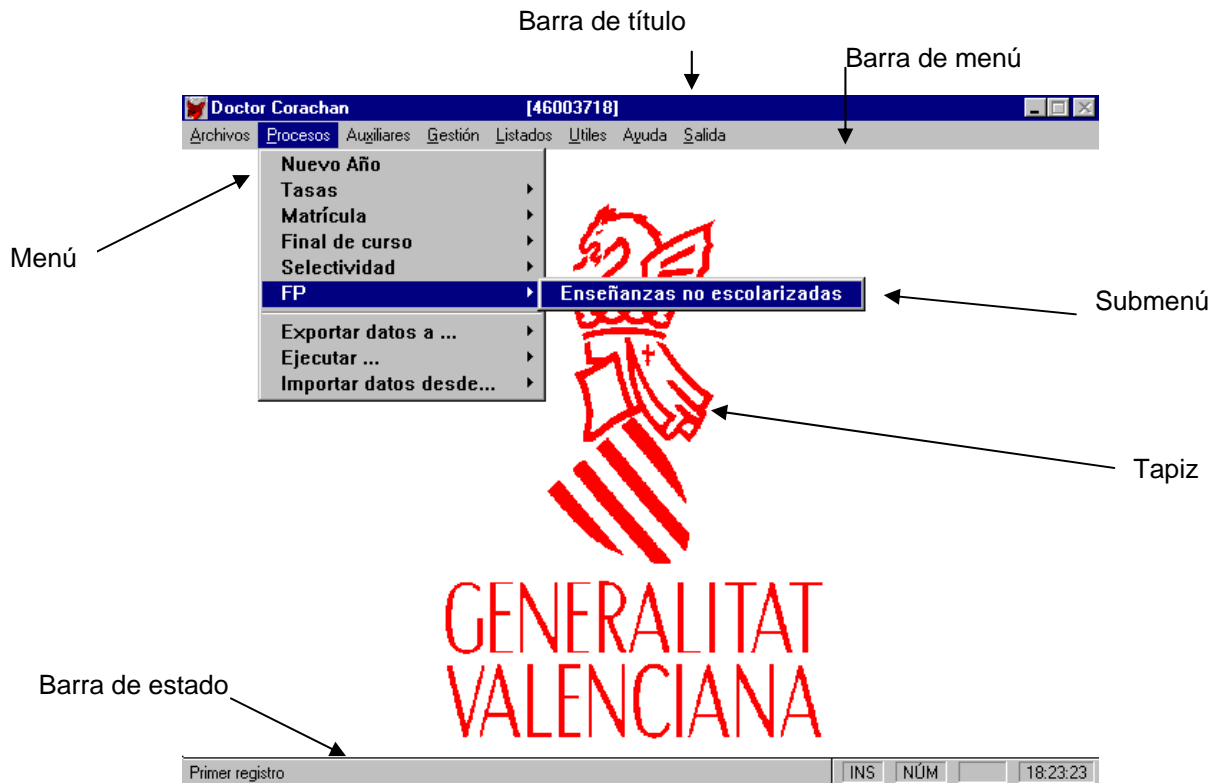 Barra de título
Barra de menú
Doctor Corachan [46003718]
Archivos Procesos Auxiliares Gestión Listados Utiles Ayuda Salida
Nuevo Año
Tasas
Matrícula
Final de curso
Selectividad
FP
Enseñanzas no escolarizadas
Exportar datos a ...
Ejecutar ...
Importar datos desde...
Menú
Submenú
Tapiz
GENERALITAT
VALENCIANA
Barra de estado
Primer registro INS NÚM 18:23:23